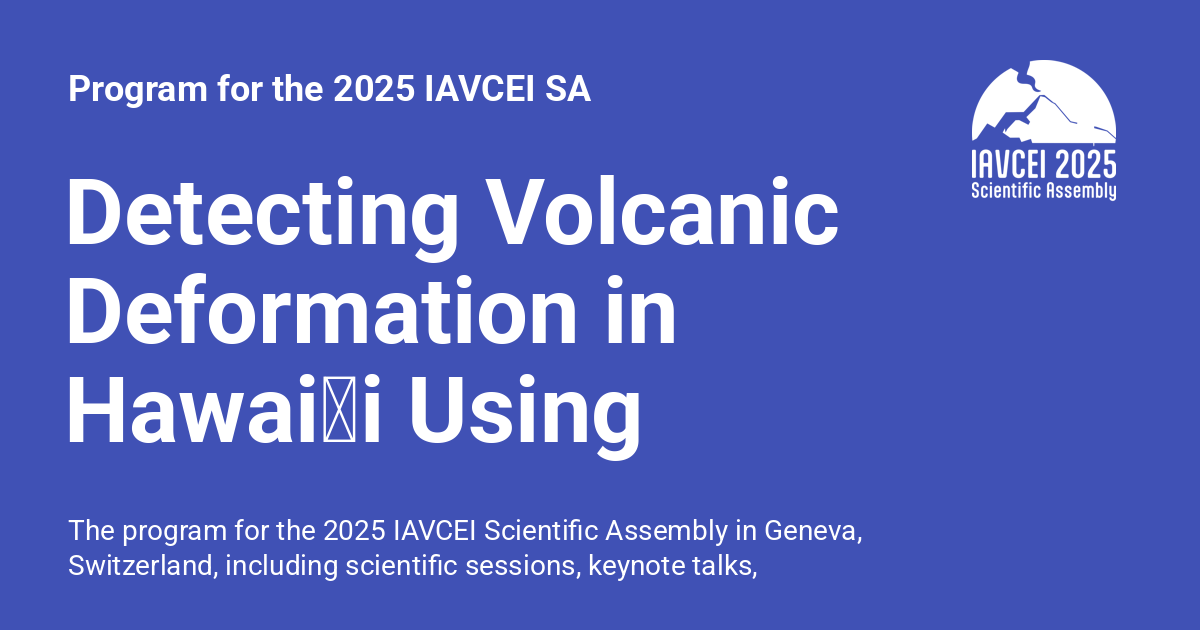 Program for the 2025 IAVCEI SA
IAVCEI 2025
Scientific Assembly
Detecting Volcanic
Deformation in
Hawai▯i Using
The program for the 2025 IAVCEI Scientific Assembly in Geneva,
Switzerland, including scientific sessions, keynote talks,